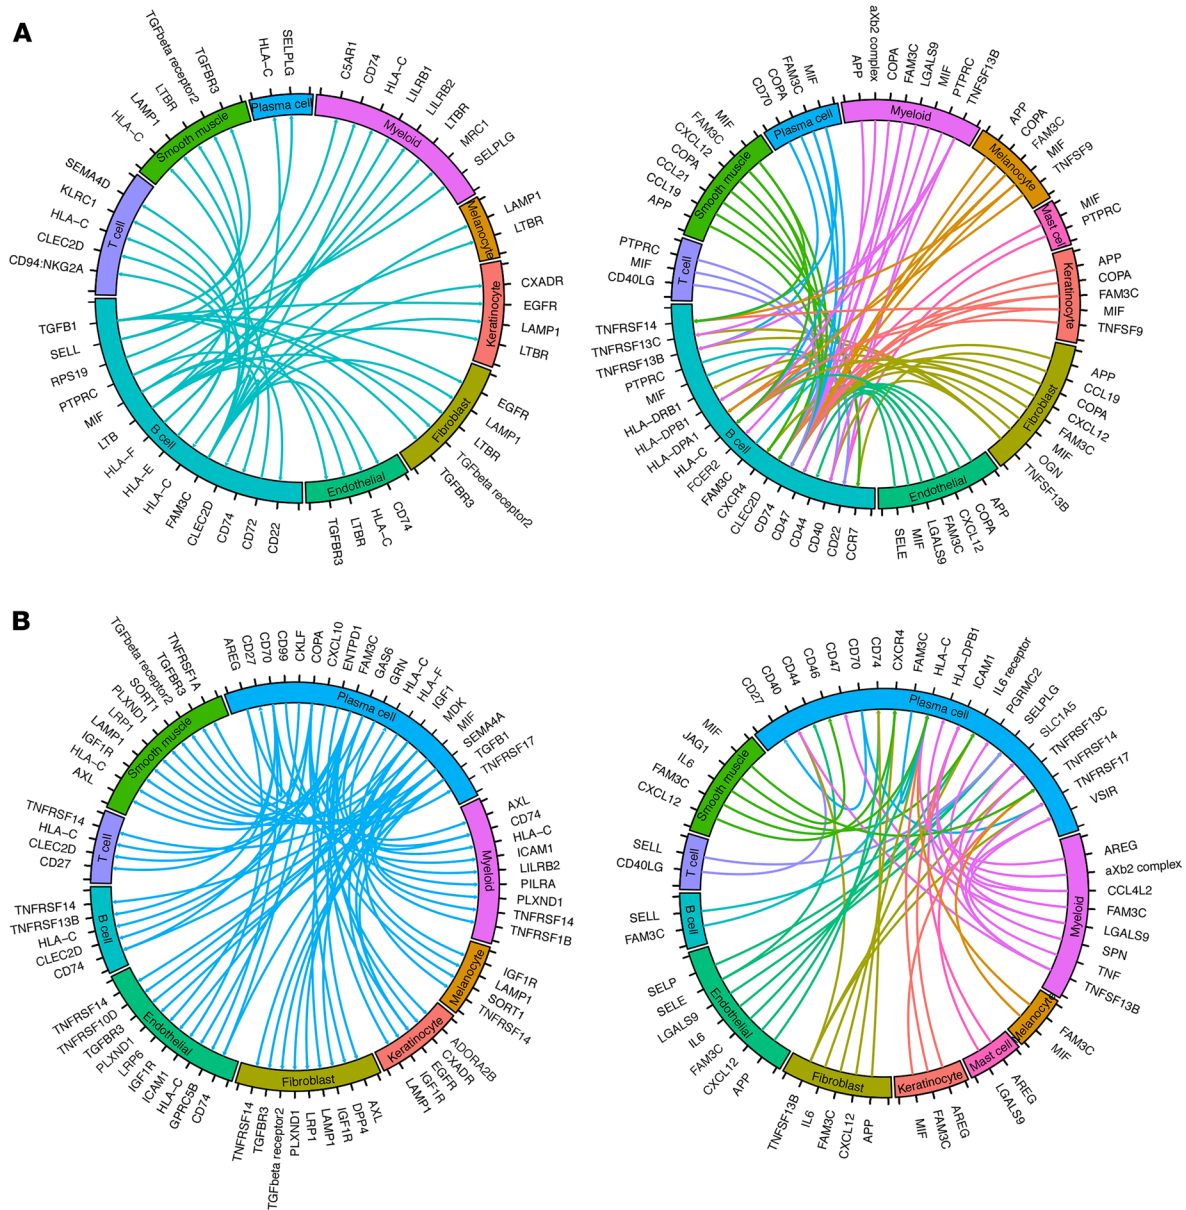 A
TGFbeta receptor2
TGFBR3
LTBR
LAMP1
HLA-C
Smooth muscle
HLA-C
SELPLG
Plasma cell
C5AR1
CD74
HLA-C
LILRB1
LILRB2
LTBR
MRC1
SELPLG
Myeloid
LAMP1
LTBR
Melanocyte
CXADR
EGFR
LAMP1
LTBR
Keratinocyte
EGFR
LAMP1
LTBR
TGFbeta receptor2
TGFBR3
Fibroblast
CD74
HLA-C
LTBR
TGFBR3
Endothelial
SEMA4D
KLRC1
HLA-C
CLEC2D
CD94:NKG2A
T cell
TGFB1
SELL
RPS19
PTPRC
MIF
LTB
HLA-F
HLA-E
HLA-C
FAM3C
CLEC2D
CD74
CD72
CD22
B cell
MIF
FAM3C
CXCL12
COPA
CCL21
CCL19
APP
Smooth muscle
CD70
COPA
FAM3C
MIF
Plasma cell
APP
aXb2 complex
COPA
FAM3C
LGALS9
MIF
PTPRC
TNFSF13B
Myeloid
APP
COPA
FAM3C
MIF
TNFSF9
Melanocyte
MIF
PTPRC
Mast cell
APP
COPA
FAM3C
MIF
TNFSF9
Keratinocyte
APP
CCL19
COPA
CXCL12
FAM3C
MIF
OGN
TNFSF13B
Fibroblast
APP
COPA
CXCL12
FAM3C
LGALS9
MIF
SELE
Endothelial
PTPRC
MIF
CD40LG
T cell
TNFRSF14
TNFRSF13C
TNFRSF13B
PTPRC
MIF
HLA-DRB1
HLA-DPB1
HLA-DPA1
HLA-C
FCER2
FAM3C
CXCR4
CLEC2D
CD74
CD47
CD44
CD40
CD22
CCR7
B cell
B
TNFRSF1A
TGFBR3
TGFbeta receptor2
SORT1
PLXND1
LRP1
LAMP1
IGF1R
HLA-C
AXL
Smooth muscle
AREG
CD27
CD70
CD99
CKLF
COPA
CXCL10
ENTPD1
FAM3C
GAS6
GRN
HLA-C
HLA-F
IGF1
MDK
MIF
SEMA4A
TGFB1
TNFRSF17
Plasma cell
AXL
CD74
HLA-C
ICAM1
LILRB2
PILRA
PLXND1
TNFRSF14
TNFRSF1B
Myeloid
IGF1R
LAMP1
SORT1
TNFRSF14
Melanocyte
ADORA2B
CXADR
EGFR
IGF1R
LAMP1
Keratinocyte
AXL
DPP4
IGF1R
LAMP1
LRP1
PLXND1
TGFbeta receptor2
TGFBR3
TNFRSF14
Fibroblast
TNFRSF14
HLA-C
CLEC2D
CD27
T cell
TNFRSF14
TNFRSF13B
HLA-C
CLEC2D
CD74
B cell
TNFRSF14
TNFRSF10D
TGFBR3
PLXND1
LRP6
IGF1R
ICAM1
HLA-C
GPRC5B
CD74
Endothelial
MIF
JAG1
IL6
FAM3C
CXCL12
Smooth muscle
CD27
CD40
CD44
CD46
CD47
CD70
CD74
CXCR4
FAM3C
HLA-C
HLA-DPB1
ICAM1
IL6 receptor
PGRMC2
SELPLG
SLC1A5
TNFRSF13C
TNFRSF14
TNFRSF17
VSIR
Plasma cell
AREG
aXb2 complex
CCL4L2
FAM3C
LGALS9
SPN
TNF
TNFSF13B
Myeloid
FAM3C
MIF
Melanocyte
AREG
LGALS9
Mast cell
AREG
FAM3C
MIF
Keratinocyte
APP
CXCL12
FAM3C
IL6
TNFSF13B
Fibroblast
SELL
CD40LG
T cell
SELL
FAM3C
B cell
SELP
SELE
LGALS9
IL6
FAM3C
CXCL12
APP
Endothelial